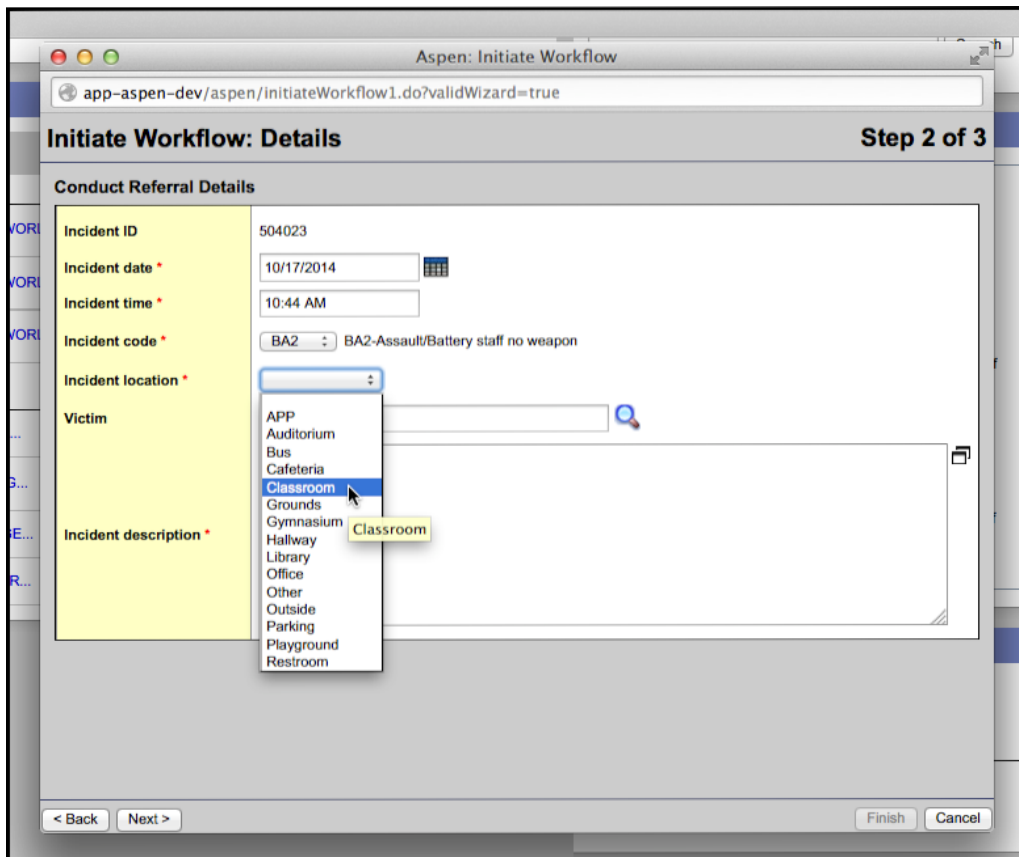 Aspen: Initiate Workflow
app-aspen-dev/aspen/initiateWorkflow1.do?validWizard=true
Initiate Workflow: Details
Step 2 of 3
Conduct Referral Details
Incident ID 504023
Incident date * 10/17/2014
Incident time * 10:44 AM
Incident code * BA2 BA2-Assault/Battery staff no weapon
Incident location *
Victim
APP
Auditorium
Bus
Cafeteria
Classroom
Grounds
Gymnasium
Classroom
Incident description *
Hallway
Library
Office
Other
Outside
Parking
Playground
Restroom
< Back
Next >
Finish
Cancel